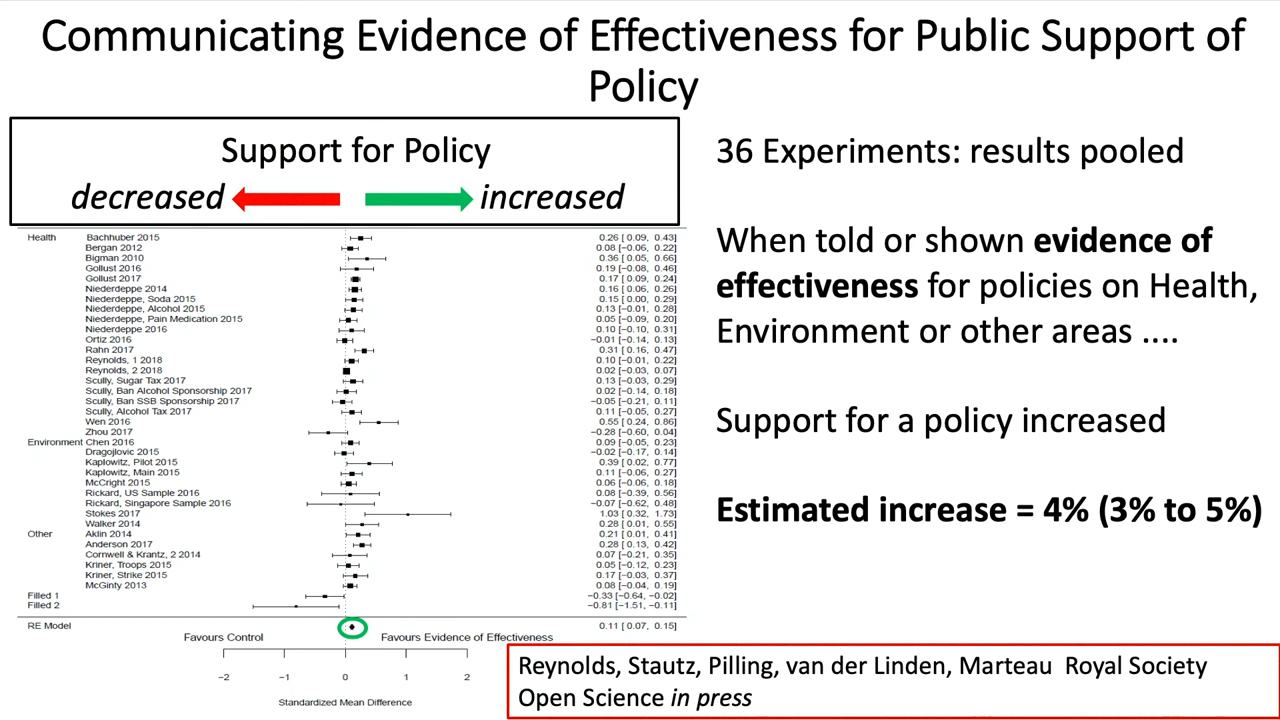 Communicating Evidence of Effectiveness for Public Support of
Policy
Support for Policy
decreased increased
Health Bachhuber 2015 0.26 [ 0.09, 0.43]
Bergan 2012 0.08 [−0.06, 0.22]
Bigman 2010 0.36 [ 0.05, 0.66]
Gollust 2016 0.19 [−0.08, 0.46]
Gollust 2017 0.17 [ 0.09, 0.24]
Niederdeppe 2014 0.16 [ 0.06, 0.26]
Niederdeppe, Soda 2015 0.15 [ 0.00, 0.29]
Niederdeppe, Alcohol 2015 0.13 [−0.01, 0.28]
Niederdeppe, Pain Medication 2015 0.05 [−0.09, 0.20]
Niederdeppe 2016 0.10 [−0.10, 0.31]
Ortiz 2016 −0.01 [−0.14, 0.13]
Rahn 2017 0.31 [ 0.16, 0.47]
Reynolds, 1 2018 0.10 [−0.01, 0.22]
Reynolds, 2 2018 0.02 [−0.03, 0.07]
Scully, Sugar Tax 2017 0.13 [−0.03, 0.29]
Scully, Ban Alcohol Sponsorship 2017 0.02 [−0.14, 0.18]
Scully, Ban SSB Sponsorship 2017 −0.05 [−0.21, 0.11]
Scully, Alcohol Tax 2017 0.11 [−0.05, 0.27]
Wen 2016 0.55 [ 0.24, 0.86]
Zhou 2017 −0.28 [−0.60, 0.04]
Environment Chen 2016 0.09 [−0.05, 0.23]
Dragojlovic 2015 −0.02 [−0.17, 0.14]
Kaplowitz, Pilot 2015 0.39 [ 0.02, 0.77]
Kaplowitz, Main 2015 0.11 [−0.06, 0.27]
McCright 2015 0.06 [−0.06, 0.18]
Rickard, US Sample 2016 0.08 [−0.39, 0.56]
Rickard, Singapore Sample 2016 −0.07 [−0.62, 0.48]
Stokes 2017 1.03 [ 0.32, 1.73]
Walker 2014 0.28 [ 0.01, 0.55]
Other Aklin 2014 0.21 [ 0.01, 0.41]
Anderson 2017 0.28 [ 0.13, 0.42]
Cornwell & Krantz, 2 2014 0.07 [−0.21, 0.35]
Kriner, Troops 2015 0.05 [−0.12, 0.23]
Kriner, Strike 2015 0.17 [−0.03, 0.37]
McGinty 2013 0.08 [−0.04, 0.19]
Filled 1 −0.33 [−0.64, −0.02]
Filled 2 −0.81 [−1.51, −0.11]
RE Model 0.11 [ 0.07, 0.15]
Favours Control Favours Evidence of Effectiveness
−2 −1 0 1 2
Standardized Mean Difference
36 Experiments: results pooled
When told or shown evidence of
effectiveness for policies on Health,
Environment or other areas ....
Support for a policy increased
Estimated increase = 4% (3% to 5%)
Reynolds, Stautz, Pilling, van der Linden, Marteau Royal Society
Open Science in press